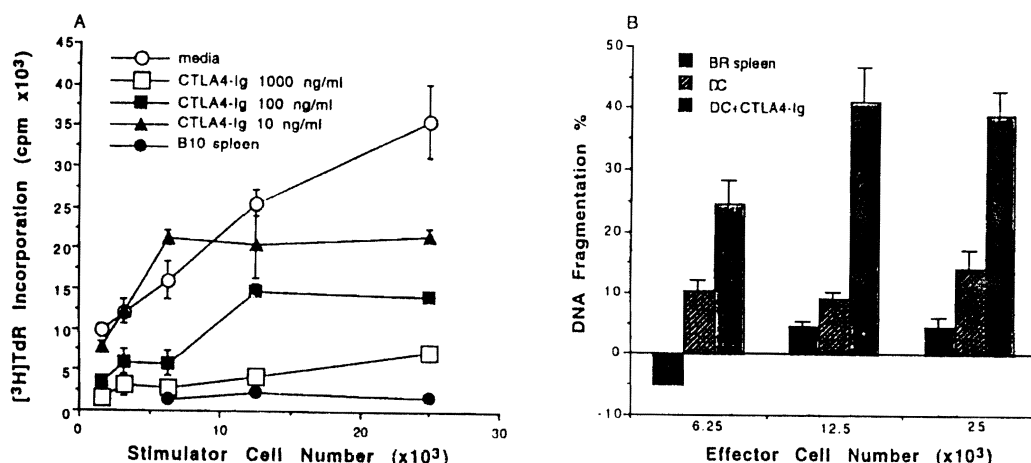 A
[³H]TdR Incorporation (cpm x10³)
45
40
35
30
25
20
15
10
5
0
media
CTLA4-Ig 1000 ng/ml
CTLA4-Ig 100 ng/ml
CTLA4-Ig 10 ng/ml
B10 spleen
0
10
20
30
Stimulator Cell Number (x10³)
B
DNA Fragmentation %
50
40
30
20
10
0
-10
BR spleen
DC
DC+CTLA4-Ig
6.25
12.5
25
Effector Cell Number (x10³)